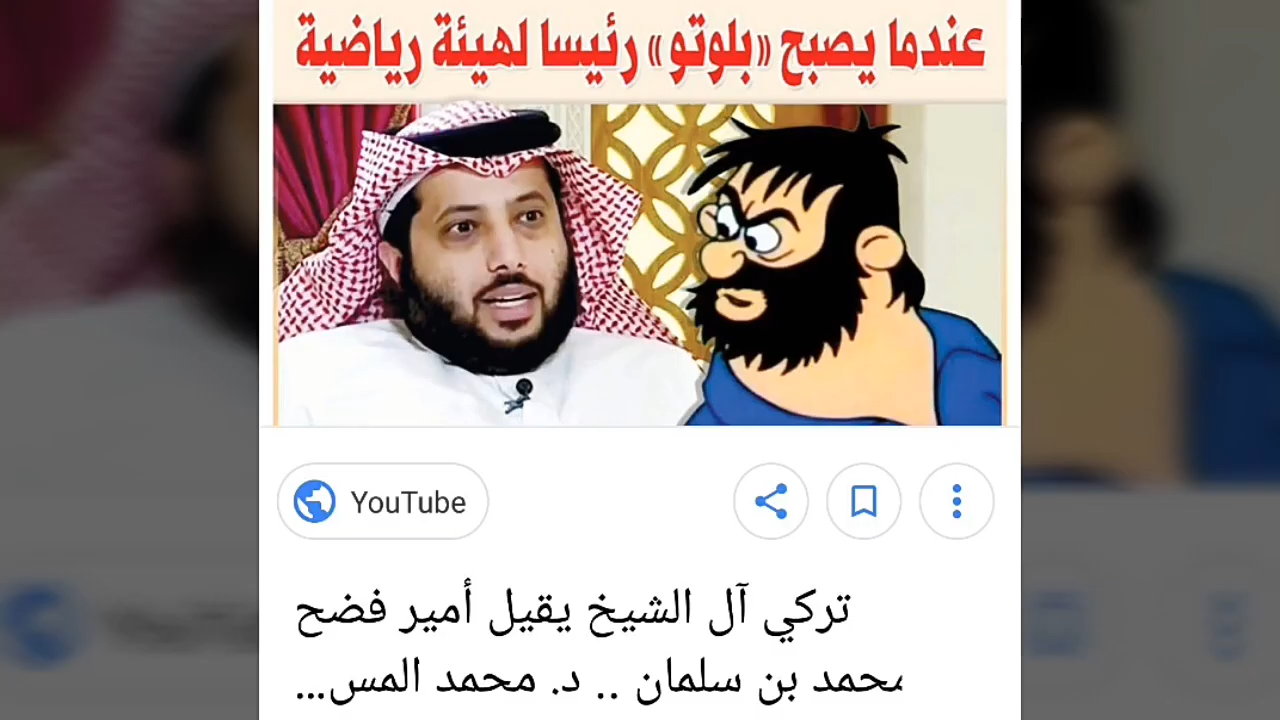 عندما يصبح «بلوتو» رئيسا لهيئة رياضية
YouTube
تركي آل الشيخ يقيل أمير فضح
محمد بن سلمان .. د. محمد المس...